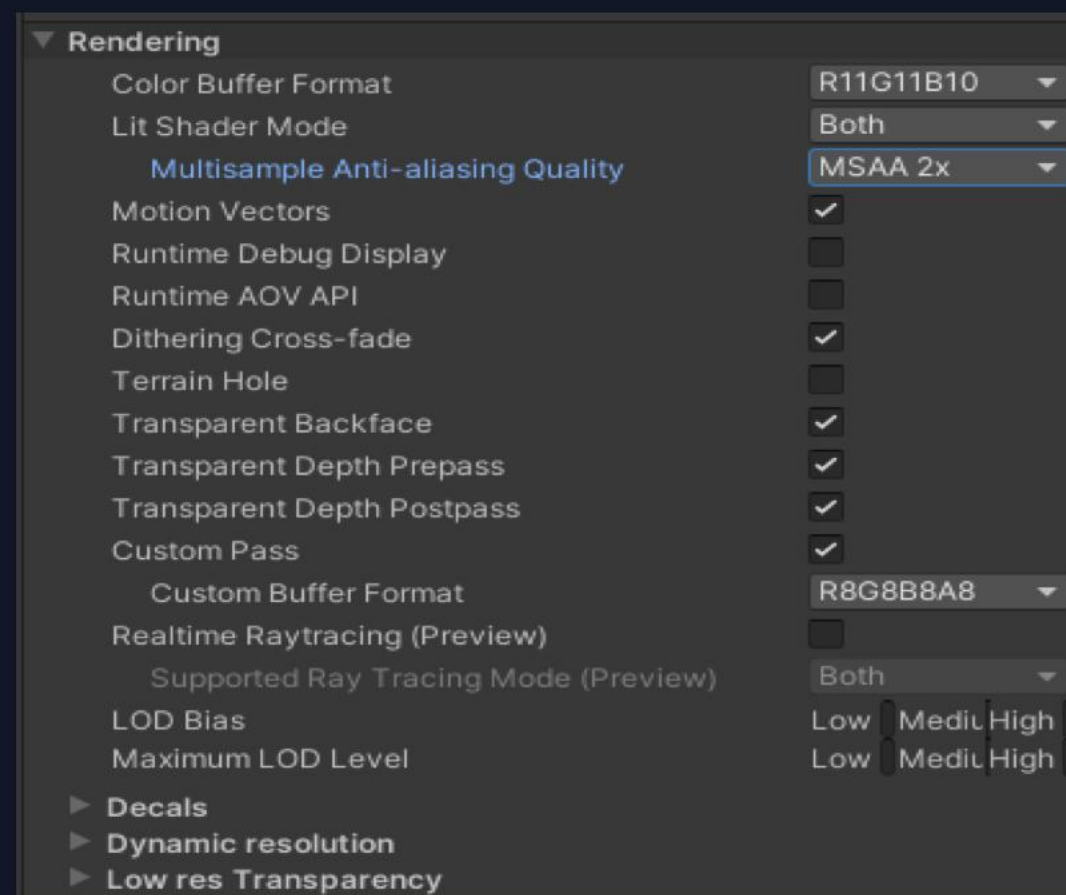 Rendering
Color Buffer Format R11G11B10
Lit Shader Mode Both
Multisample Anti-aliasing Quality MSAA 2x
Motion Vectors
Runtime Debug Display
Runtime AOV API
Dithering Cross-fade
Terrain Hole
Transparent Backface
Transparent Depth Prepass
Transparent Depth Postpass
Custom Pass
Custom Buffer Format R8G8B8A8
Realtime Raytracing (Preview)
Supported Ray Tracing Mode (Preview) Both
LOD Bias Low Mediu High
Maximum LOD Level Low Mediu High
Decals
Dynamic resolution
Low res Transparency